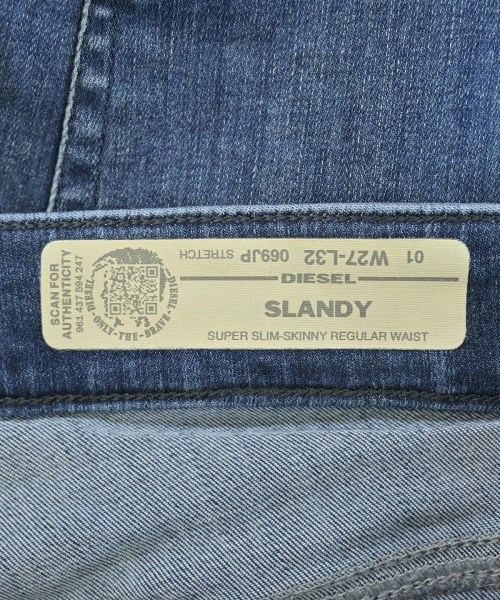 SCAN FOR
AUTHENTICITY
961 437 594 247
DIESEL
ONLY-THE-BRAVE
DIESEL
01 W27-L32 069JP STRETCH
DIESEL
SLANDY
SUPER SLIM-SKINNY REGULAR WAIST